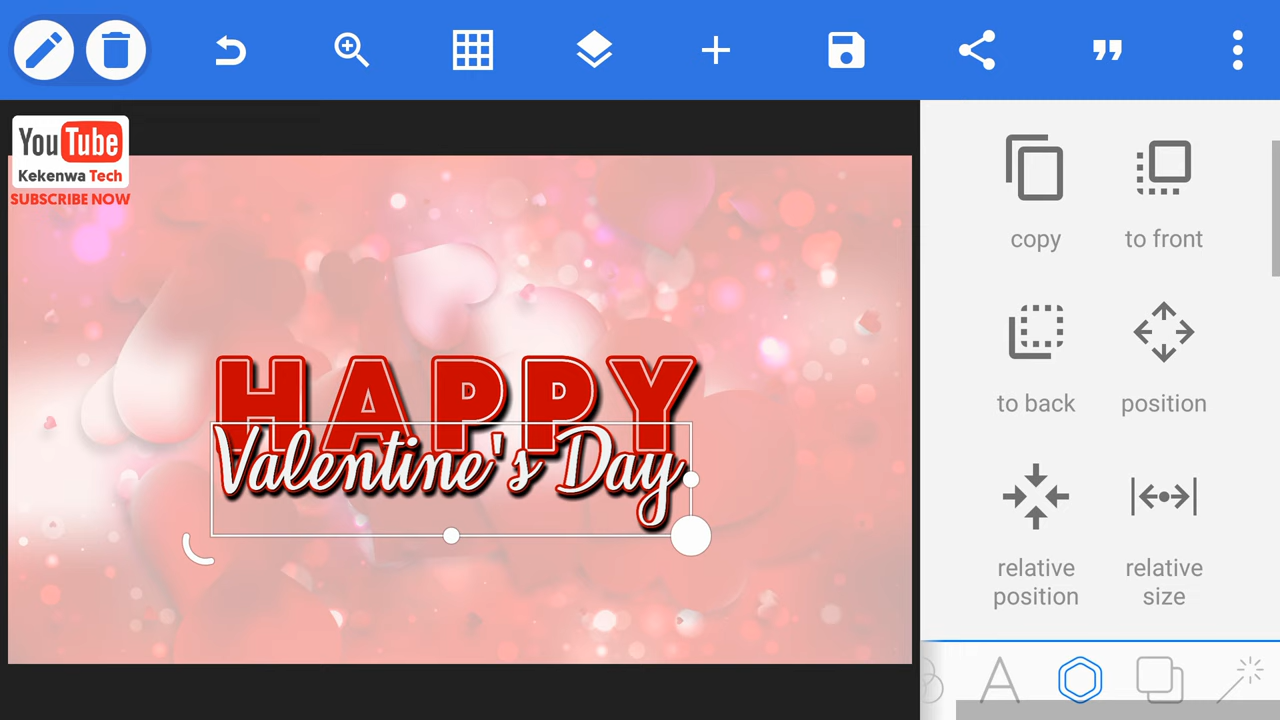 YouTube
Kekenwa Tech
SUBSCRIBE NOW
HAPPY
Valentine's Day
copy
to front
to back
position
relative
position
relative
size